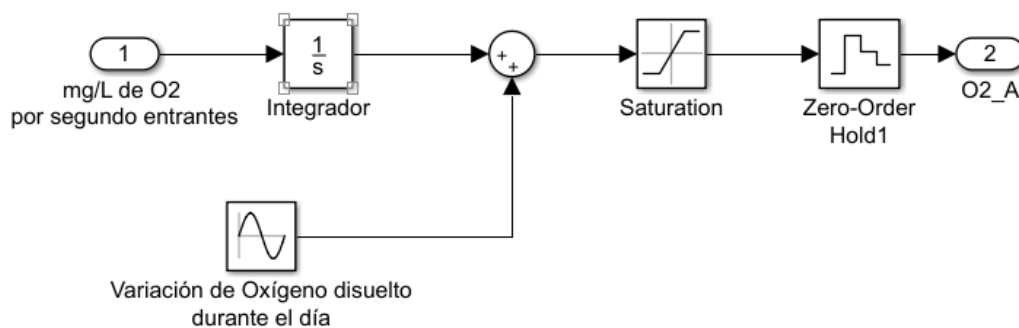 1
mg/L de O2
por segundo entrantes
1
s
Integrador
+
+
Saturation
Zero-Order
Hold1
2
O2_A
Variación de Oxígeno disuelto
durante el día